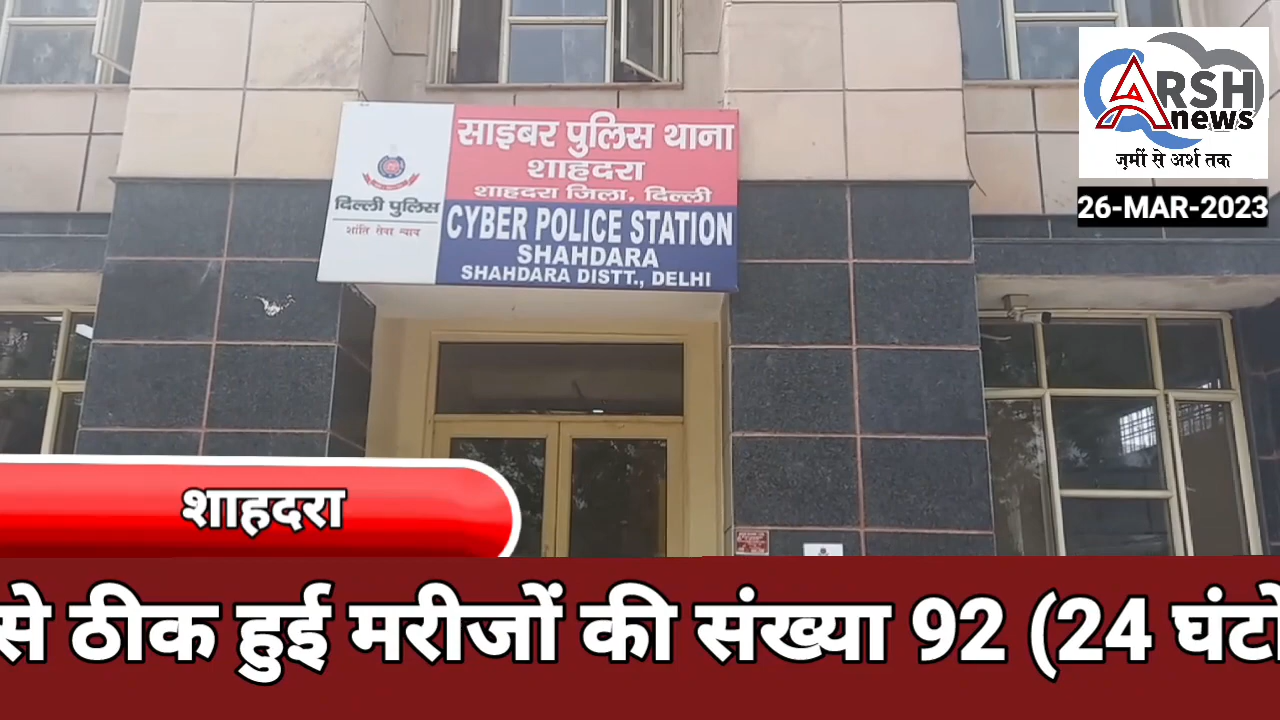 साइबर पुलिस थाना
शाहदरा
शाहदरा जिला, दिल्ली
दिल्ली पुलिस
शांति सेवा न्याय
CYBER POLICE STATION
SHAHDARA
SHAHDARA DISTT., DELHI
ARSH
news
ज़मीं से अर्श तक
26-MAR-2023
शाहदरा
से ठीक हुई मरीजों की संख्या 92 (24 घंटो